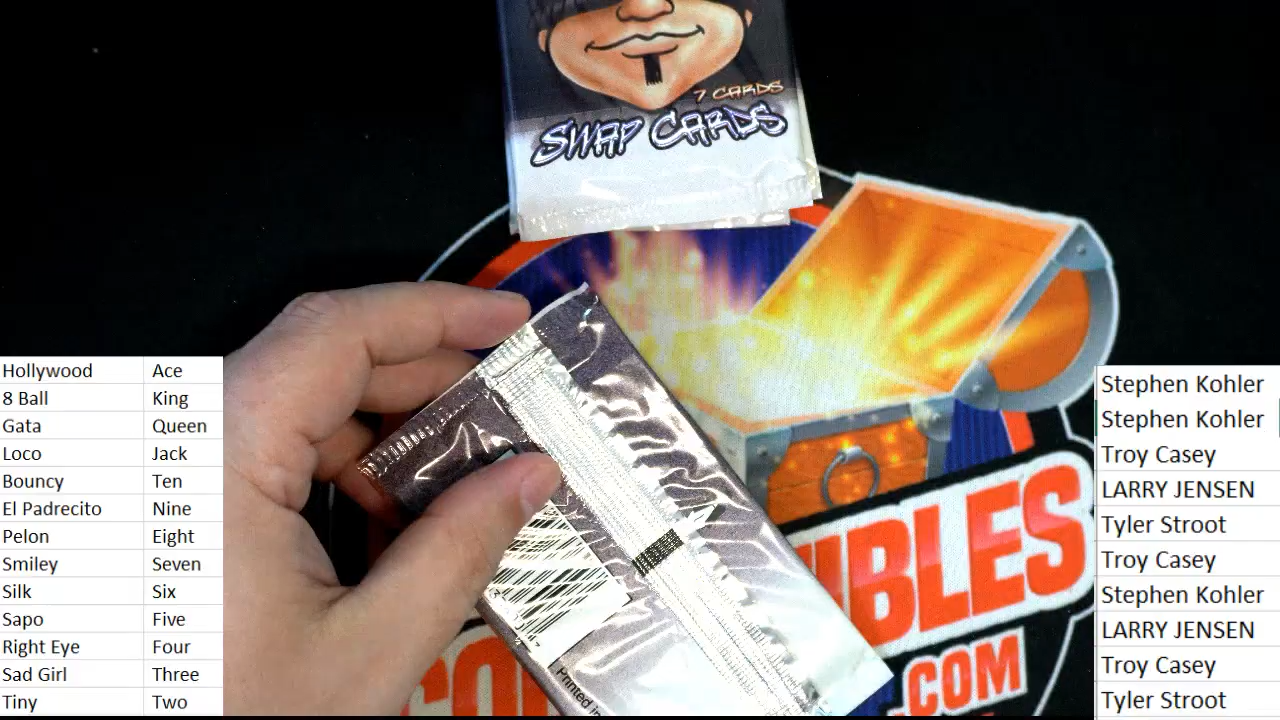 7 CARDS
SWAP CARDS
Hollywood Ace
8 Ball King
Gata Queen
Loco Jack
Bouncy Ten
El Padrecito Nine
Pelon Eight
Smiley Seven
Silk Six
Sapo Five
Right Eye Four
Sad Girl Three
Tiny Two
Stephen Kohler
Stephen Kohler
Troy Casey
LARRY JENSEN
Tyler Stroot
Troy Casey
Stephen Kohler
LARRY JENSEN
Troy Casey
Tyler Stroot
Printed in
.COM